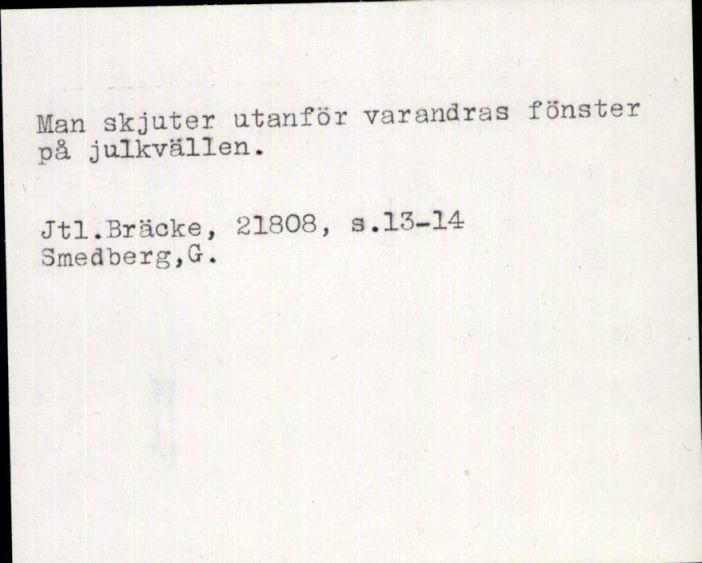 Man skjuter utanför varandras fönster
på julkvällen.
Jtl.Bräcke, 21808, s.13-14
Smedberg,G.